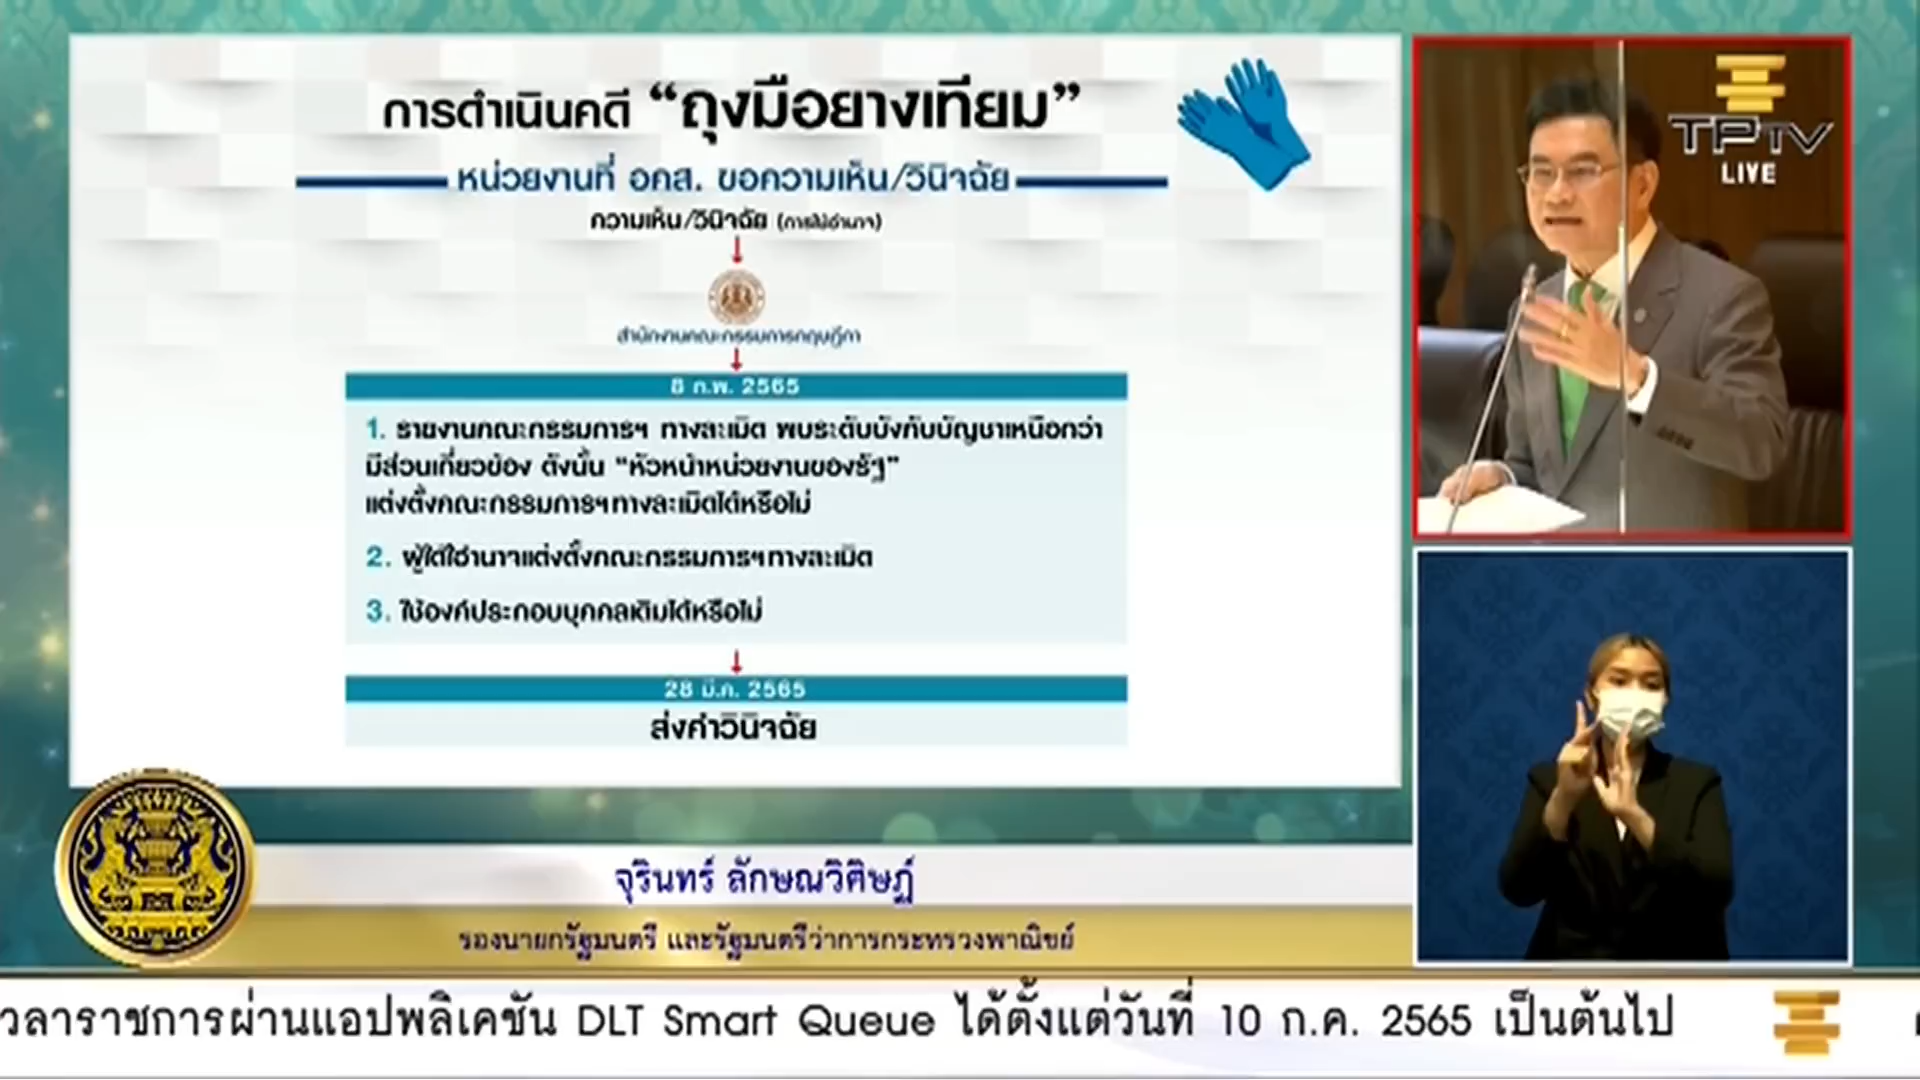 การดำเนินคดี “ถุงมือยางเทียม”
หน่วยงานที่ อคส. ขอความเห็น/วินิจฉัย
ความเห็น/วินิจฉัย (การใช้อำนาจ)
สำนักงานคณะกรรมการกฤษฎีกา
8 ก.พ. 2565
1. รายงานคณะกรรมการฯ ทางละเมิด พบระดับบังคับบัญชาเหนือกว่า
มีส่วนเกี่ยวข้อง ดังนั้น “หัวหน้าหน่วยงานของรัฐ”
แต่งตั้งคณะกรรมการฯทางละเมิดได้หรือไม่
2. ผู้ใดใช้อำนาจแต่งตั้งคณะกรรมการฯทางละเมิด
3. ใช้องค์ประกอบบุคคลเดิมได้หรือไม่
28 มี.ค. 2565
ส่งคำวินิจฉัย
TPTV
LIVE
จุรินทร์ ลักษณวิศิษฏ์
รองนายกรัฐมนตรี และรัฐมนตรีว่าการกระทรวงพาณิชย์
วลาราชการผ่านแอปพลิเคชัน DLT Smart Queue ได้ตั้งแต่วันที่ 10 ก.ค. 2565 เป็นต้นไป